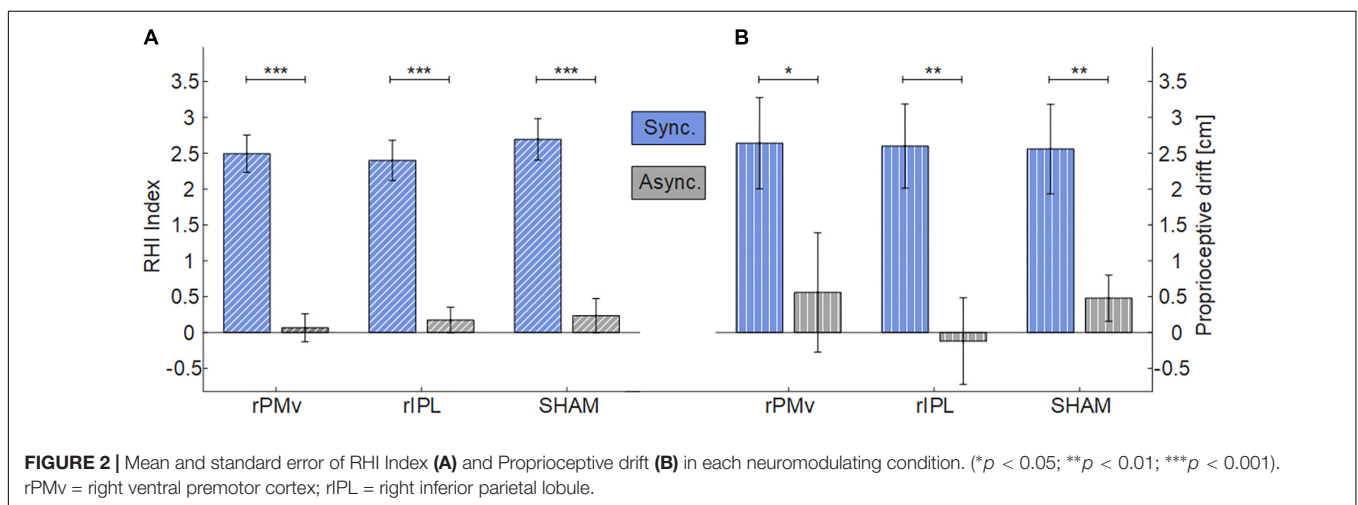 A
B
*** *** ***
* ** **
3.5
3
2.5
2
1.5
1
0.5
0
-0.5
RHI Index
rPMv rIPL SHAM
Sync.
Async.
3.5
3
2.5
2
1.5
1
0.5
0
-0.5
Proprioceptive drift [cm]
rPMv rIPL SHAM
FIGURE 2 | Mean and standard error of RHI Index (A) and Proprioceptive drift (B) in each neuromodulating condition. (*p < 0.05; **p < 0.01; ***p < 0.001).
rPMv = right ventral premotor cortex; rIPL = right inferior parietal lobule.